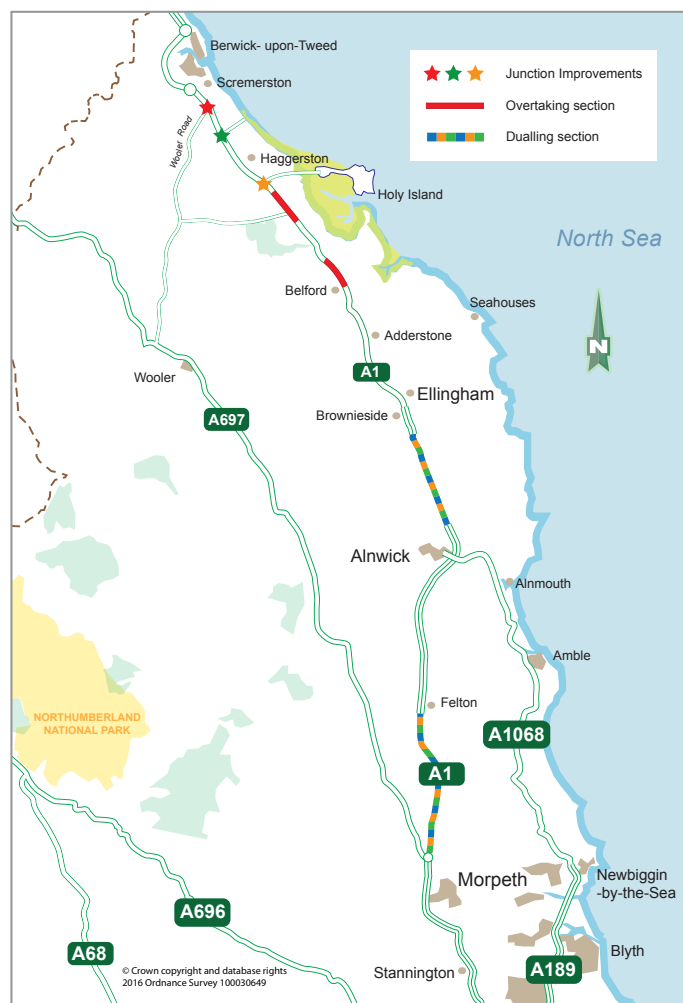 Berwick- upon-Tweed
Scremerston
Junction Improvements
Overtaking section
Dualling section
Wooler Road
Haggerston
Holy Island
North Sea
Belford
Seahouses
Adderstone
N
A1
Wooler
Ellingham
A697
Brownieside
Alnwick
Alnmouth
Amble
Felton
NORTHUMBERLAND
NATIONAL PARK
A1068
A1
Morpeth
Newbiggin
-by-the-Sea
A696
A68
Blyth
© Crown copyright and database rights
2016 Ordnance Survey 100030649
Stannington
A189